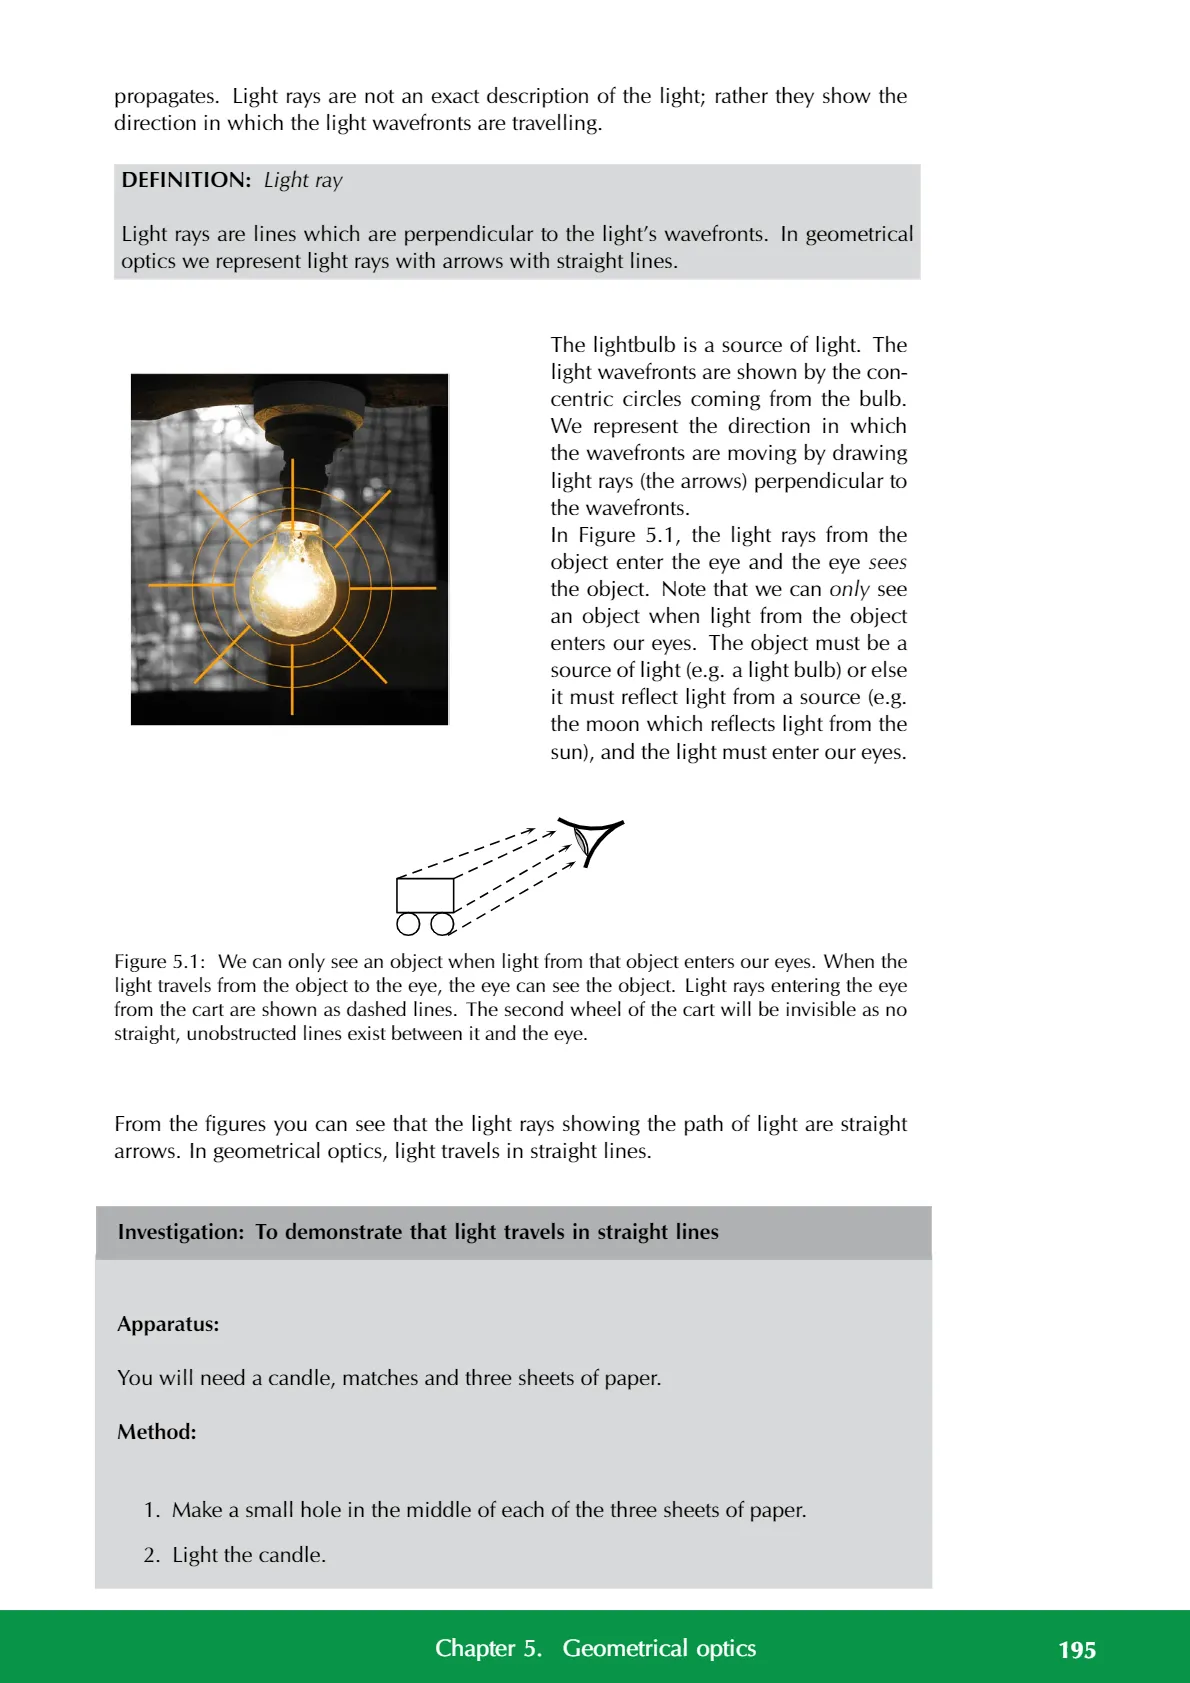 propagates. Light rays are not an exact description of the light; rather they show the
direction in which the light wavefronts are travelling.
DEFINITION: Light ray
Light rays are lines which are perpendicular to the light’s wavefronts. In geometrical
optics we represent light rays with arrows with straight lines.
The lightbulb is a source of light. The
light wavefronts are shown by the con-
centric circles coming from the bulb.
We represent the direction in which
the wavefronts are moving by drawing
light rays (the arrows) perpendicular to
the wavefronts.
In Figure 5.1, the light rays from the
object enter the eye and the eye sees
the object. Note that we can only see
an object when light from the object
enters our eyes. The object must be a
source of light (e.g. a light bulb) or else
it must reflect light from a source (e.g.
the moon which reflects light from the
sun), and the light must enter our eyes.
Figure 5.1: We can only see an object when light from that object enters our eyes. When the
light travels from the object to the eye, the eye can see the object. Light rays entering the eye
from the cart are shown as dashed lines. The second wheel of the cart will be invisible as no
straight, unobstructed lines exist between it and the eye.
From the figures you can see that the light rays showing the path of light are straight
arrows. In geometrical optics, light travels in straight lines.
Investigation: To demonstrate that light travels in straight lines
Apparatus:
You will need a candle, matches and three sheets of paper.
Method:
1. Make a small hole in the middle of each of the three sheets of paper.
2. Light the candle.
Chapter 5. Geometrical optics
195